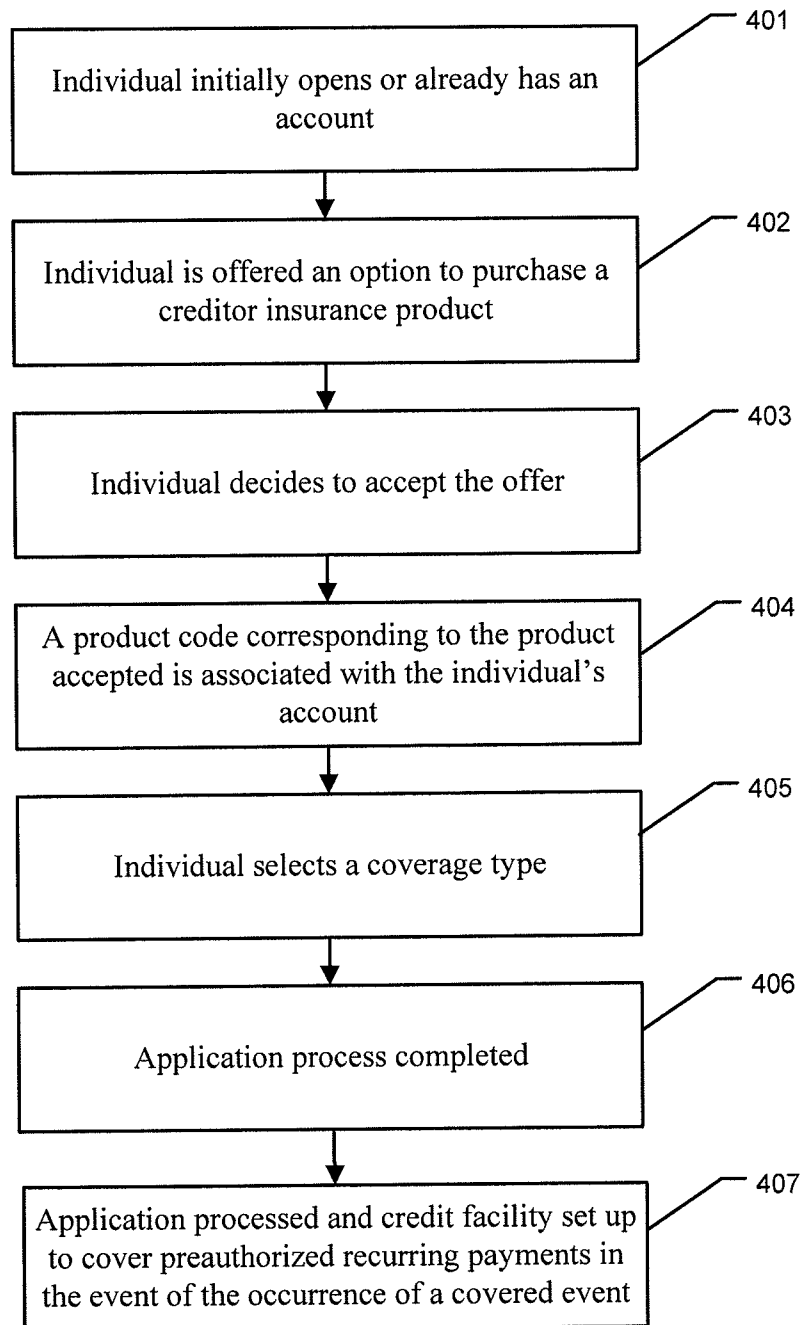 401
Individual initially opens or already has an
account
402
Individual is offered an option to purchase a
creditor insurance product
403
Individual decides to accept the offer
404
A product code corresponding to the product
accepted is associated with the individual’s
account
405
Individual selects a coverage type
406
Application process completed
407
Application processed and credit facility set up
to cover preauthorized recurring payments in
the event of the occurrence of a covered event